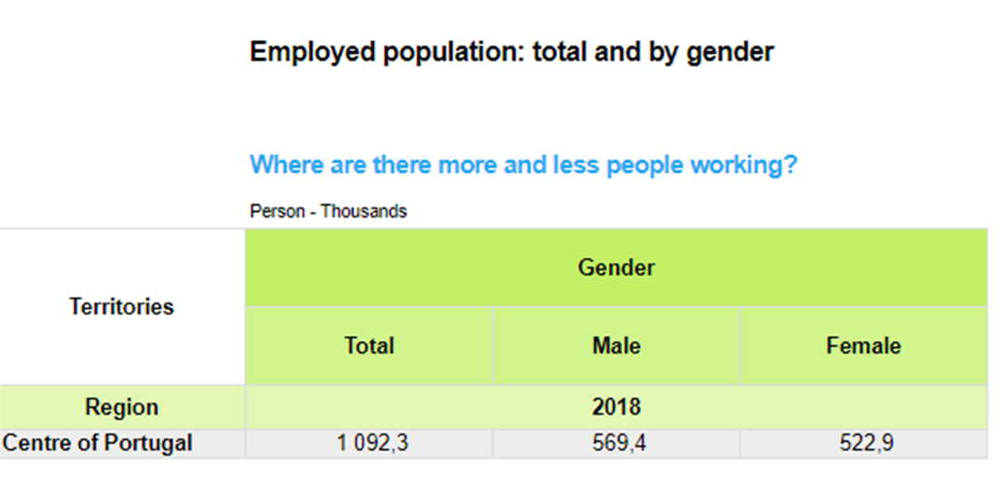 Employed population: total and by gender
Where are there more and less people working?
Person - Thousands
Territories
Gender
Total Male Female
Region 2018
Centre of Portugal 1 092,3 569,4 522,9